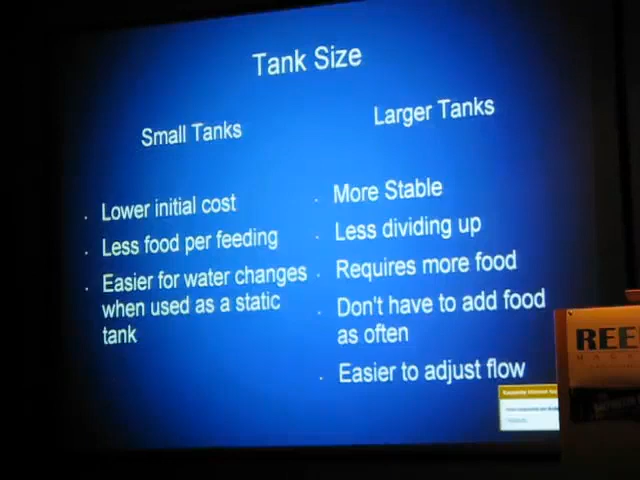 Tank Size
Small Tanks
Lower initial cost
Less food per feeding
Easier for water changes
when used as a static
tank
Larger Tanks
More Stable
Less dividing up
Requires more food
Don't have to add food
as often
Easier to adjust flow
REE